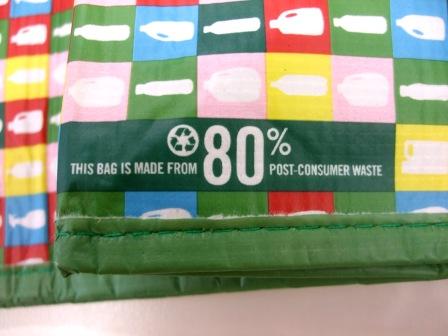 THIS BAG IS MADE FROM 80% POST-CONSUMER WASTE